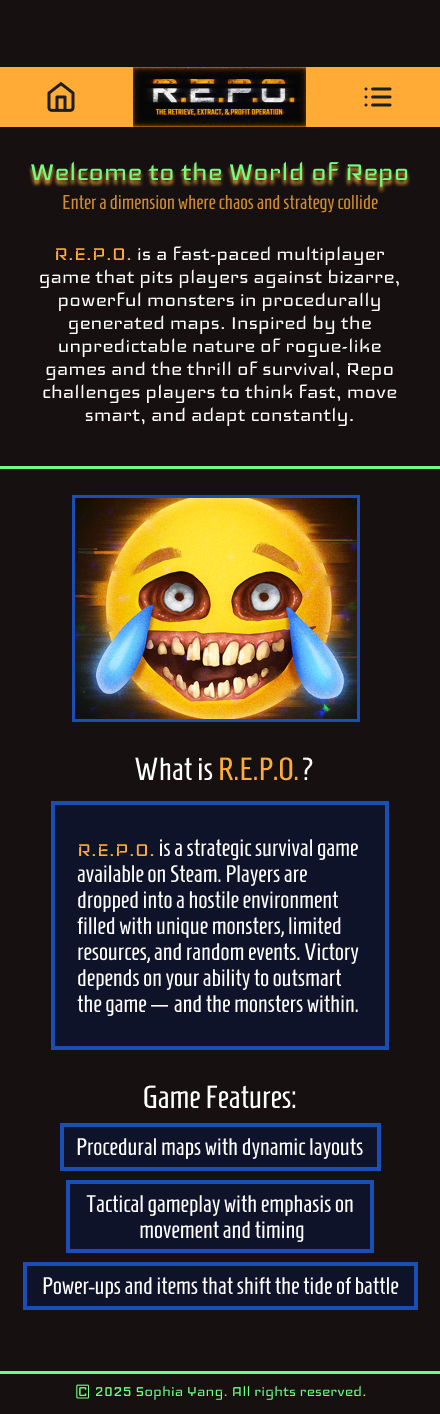 R.E.P.O.
THE RETRIEVE, EXTRACT, & PROFIT OPERATION
Welcome to the World of Repo
Enter a dimension where chaos and strategy collide
R.E.P.O. is a fast-paced multiplayer
game that pits players against bizarre,
powerful monsters in procedurally
generated maps. Inspired by the
unpredictable nature of rogue-like
games and the thrill of survival, Repo
challenges players to think fast, move
smart, and adapt constantly.
What is R.E.P.O.?
R.E.P.O. is a strategic survival game
available on Steam. Players are
dropped into a hostile environment
filled with unique monsters, limited
resources, and random events. Victory
depends on your ability to outsmart
the game — and the monsters within.
Game Features:
Procedural maps with dynamic layouts
Tactical gameplay with emphasis on
movement and timing
Power-ups and items that shift the tide of battle
© 2025 Sophia Yang. All rights reserved.